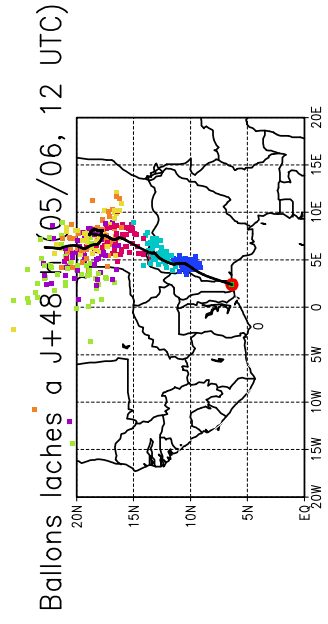 Ballons laches a J+48 (05/06, 12 UTC)
20N
15N
10N
5N
EQ
20W
15W
10W
5W
0
5E
10E
15E
20E
0